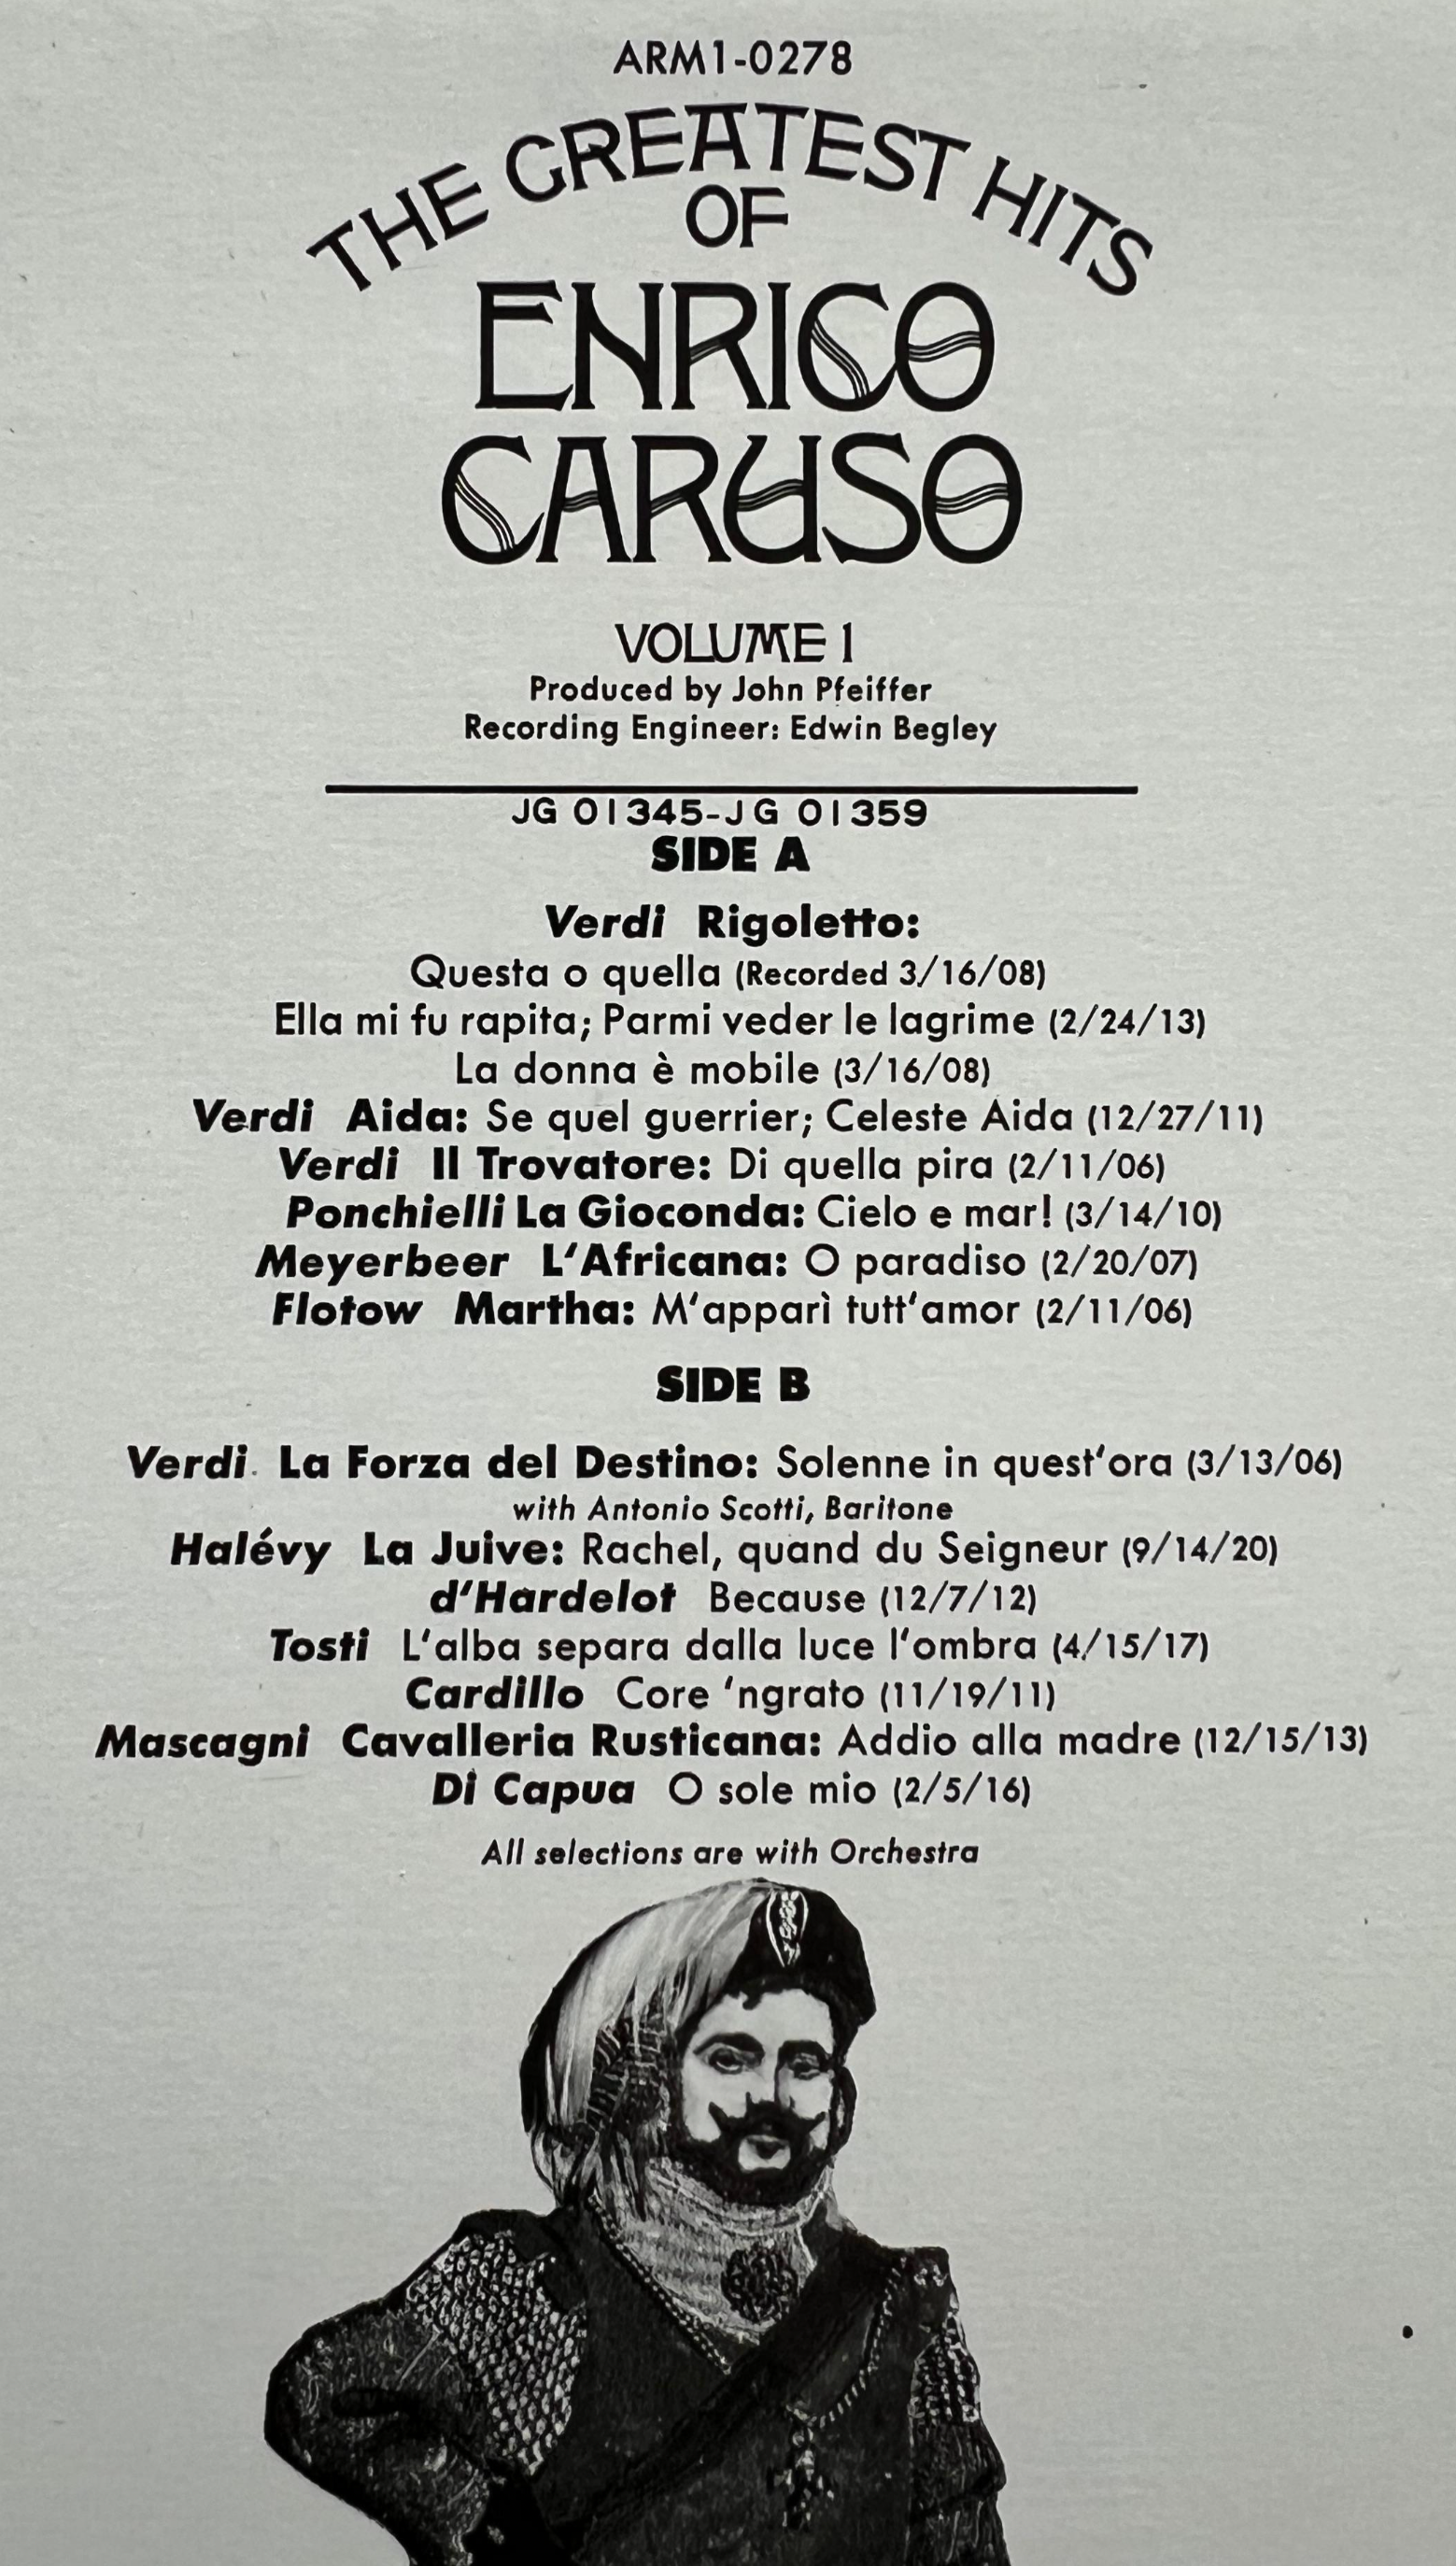 ARM1-0278
THE GREATEST HITS
OF
ENRICO
CARUSO
VOLUME 1
Produced by John Pfeiffer
Recording Engineer: Edwin Begley
JG 01345-JG 01359
SIDE A
Verdi Rigoletto:
Questa o quella (Recorded 3/16/08)
Ella mi fu rapita; Parmi veder le lagrime (2/24/13)
La donna è mobile (3/16/08)
Verdi Aida: Se quel guerrier; Celeste Aida (12/27/11)
Verdi Il Trovatore: Di quella pira (2/11/06)
Ponchielli La Gioconda: Cielo e mar! (3/14/10)
Meyerbeer L'Africana: O paradiso (2/20/07)
Flotow Martha: M'apparì tutt'amor (2/11/06)
SIDE B
Verdi La Forza del Destino: Solenne in quest'ora (3/13/06)
with Antonio Scotti, Baritone
Halévy La Juive: Rachel, quand du Seigneur (9/14/20)
d'Hardelot Because (12/7/12)
Tosti L'alba separa dalla luce l'ombra (4/15/17)
Cardillo Core 'ngrato (11/19/11)
Mascagni Cavalleria Rusticana: Addio alla madre (12/15/13)
Di Capua O sole mio (2/5/16)
All selections are with Orchestra